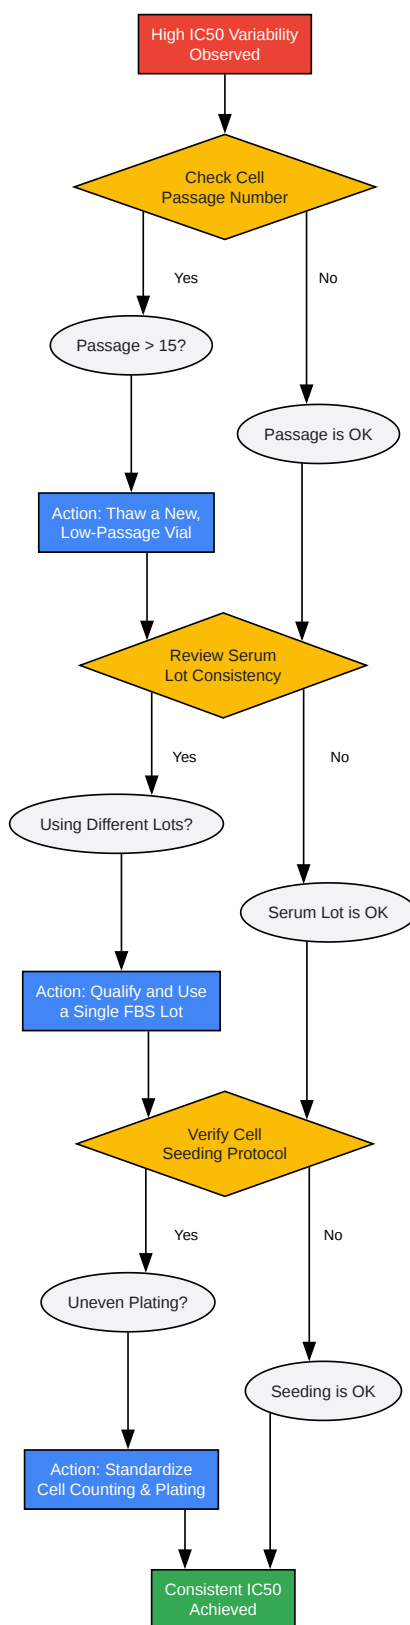 High IC50 Variability
Observed
Check Cell
Passage Number
Yes
No
Passage > 15?
Passage is OK
Action: Thaw a New,
Low-Passage Vial
Review Serum
Lot Consistency
Yes
No
Using Different Lots?
Serum Lot is OK
Action: Qualify and Use
a Single FBS Lot
Verify Cell
Seeding Protocol
Yes
No
Uneven Plating?
Seeding is OK
Action: Standardize
Cell Counting & Plating
Consistent IC50
Achieved